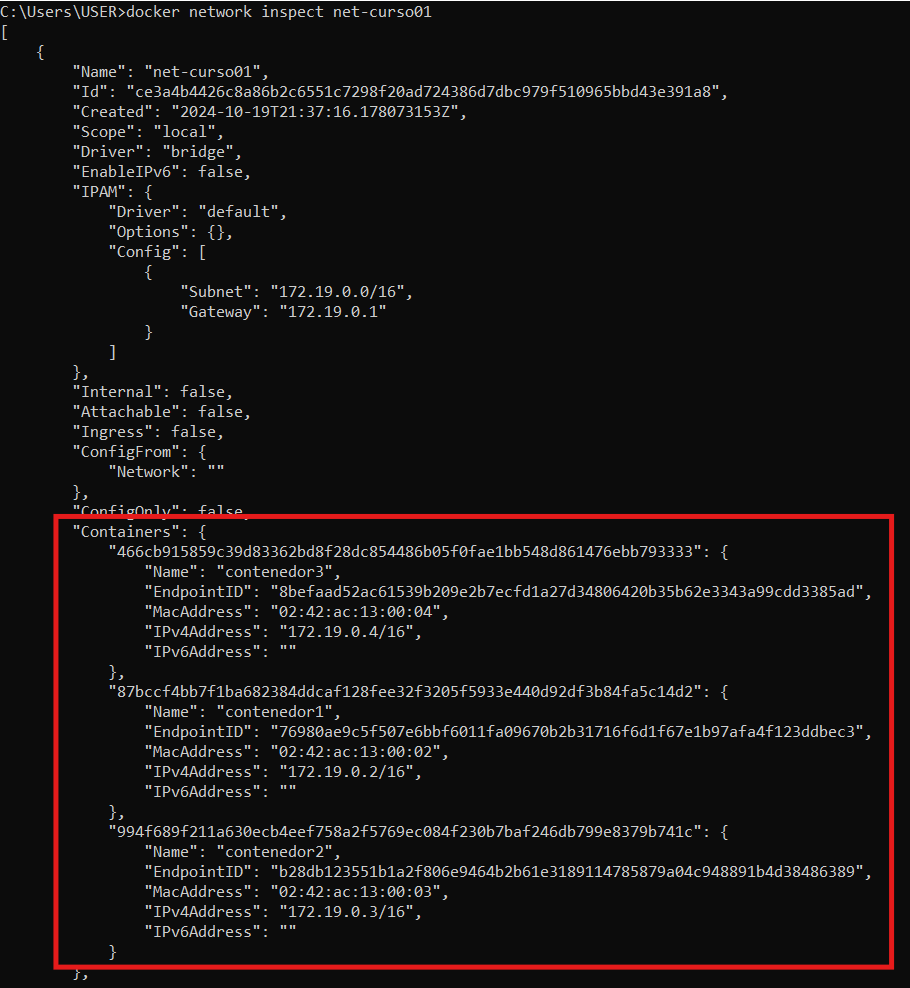 C:\Users\USER>docker network inspect net-curso01
[
    {
        "Name": "net-curso01",
        "Id": "ce3a4b4426c8a86b2c6551c7298f20ad724386d7dbc979f510965bbd43e391a8",
        "Created": "2024-10-19T21:37:16.178073153Z",
        "Scope": "local",
        "Driver": "bridge",
        "EnableIPv6": false,
        "IPAM": {
            "Driver": "default",
            "Options": {},
            "Config": [
                {
                    "Subnet": "172.19.0.0/16",
                    "Gateway": "172.19.0.1"
                }
            ]
        },
        "Internal": false,
        "Attachable": false,
        "Ingress": false,
        "ConfigFrom": {
            "Network": ""
        },
        "ConfigOnly": false,
        "Containers": {
            "466cb915859c39d83362bd8f28dc854486b05f0fae1bb548d861476ebb793333": {
                "Name": "contenedor3",
                "EndpointID": "8befaad52ac61539b209e2b7ecfd1a27d34806420b35b62e3343a99cdd3385ad",
                "MacAddress": "02:42:ac:13:00:04",
                "IPv4Address": "172.19.0.4/16",
                "IPv6Address": ""
            },
            "87bccf4bb7f1ba682384ddcaf128fee32f3205f5933e440d92df3b84fa5c14d2": {
                "Name": "contenedor1",
                "EndpointID": "76980ae9c5f507e6bbf6011fa09670b2b31716f6d1f67e1b97afa4f123ddbec3",
                "MacAddress": "02:42:ac:13:00:02",
                "IPv4Address": "172.19.0.2/16",
                "IPv6Address": ""
            },
            "994f689f211a630ecb4eef758a2f5769ec084f230b7baf246db799e8379b741c": {
                "Name": "contenedor2",
                "EndpointID": "b28db123551b1a2f806e9464b2b61e3189114785879a04c948891b4d38486389",
                "MacAddress": "02:42:ac:13:00:03",
                "IPv4Address": "172.19.0.3/16",
                "IPv6Address": ""
            }
        },